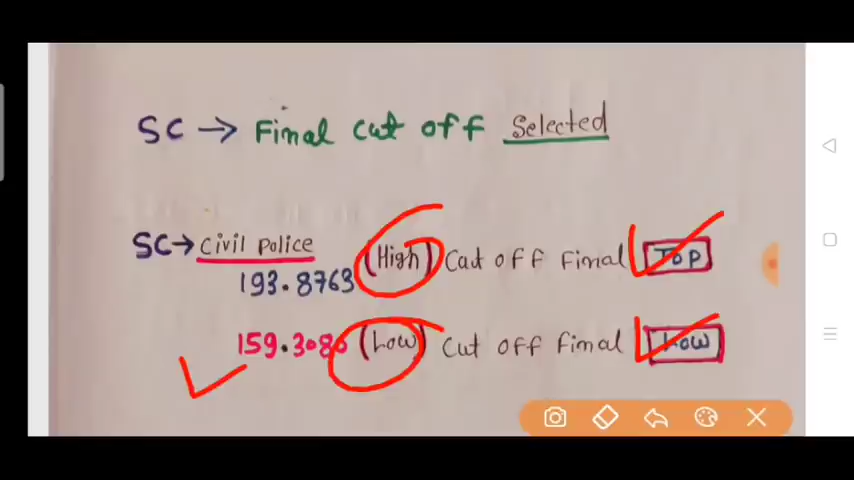 SC → Final cut off Selected
SC → Civil Police
193.8763 (High) Cut off Final Top
159.3080 (Low) Cut off Final Low